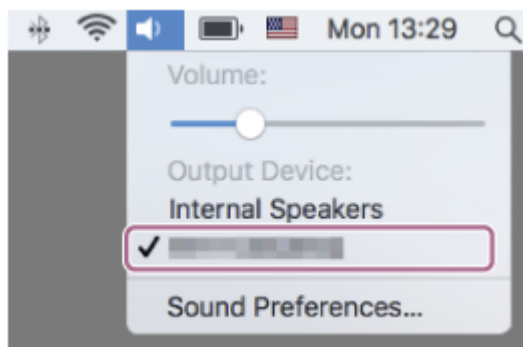 Mon 13:29
Volume:
Output Device:
Internal Speakers
Sound Preferences...